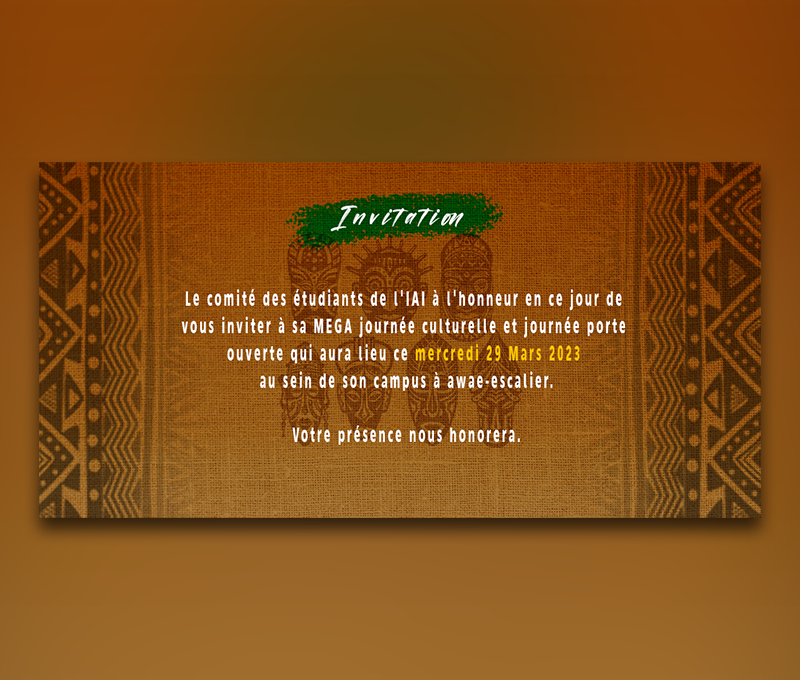 Invitation
Le comité des étudiants de l'IAI à l'honneur en ce jour de
vous inviter à sa MEGA journée culturelle et journée porte
ouverte qui aura lieu ce mercredi 29 Mars 2023
au sein de son campus à awae-escalier.
Votre présence nous honorera.